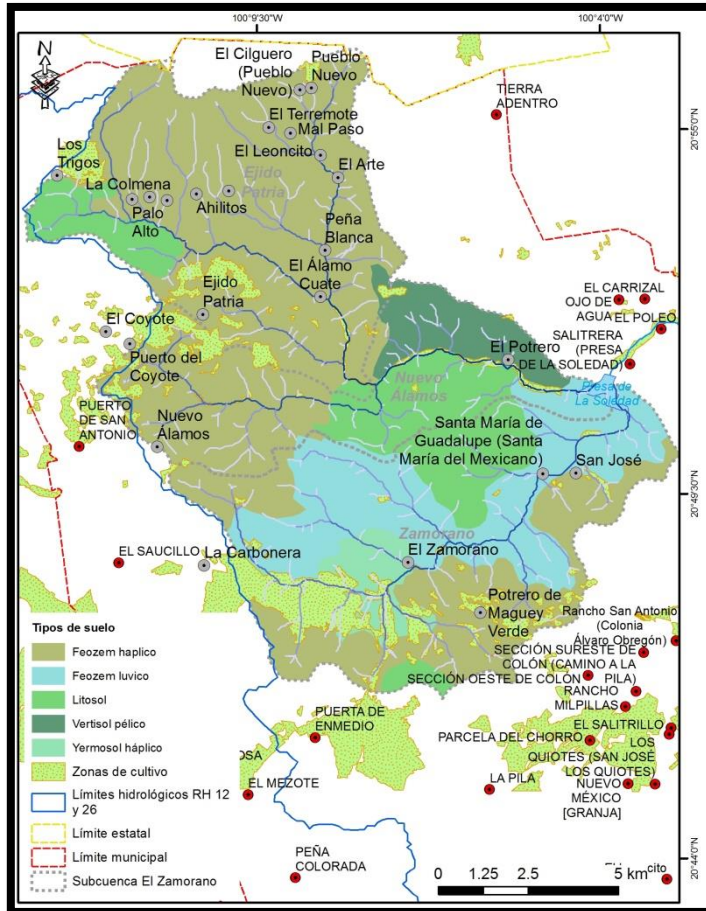 100°9'30"W
100°4'0"W
N
El Cilguero
(Pueblo
Nuevo)
Pueblo
Nuevo
TIERRA
ADENTRO
20°55'0"N
El Terremote
Mal Paso
Los
Trigos
El Leoncito
El Arte
Ejido
Patria
La Colmena
Palo
Alto
Ahilitos
Peña
Blanca
El Álamo
Cuate
Ejido
Patria
EL CARRIZAL
OJO DE
AGUA
EL POLEO
El Coyote
SALITRERA
(PRESA
DE LA SOLEDAD)
El Potrero
Puerto del
Coyote
Presa de
La Soledad
Nuevo
Álamos
PUERTO
DE SAN
ANTONIO
Nuevo
Álamos
Santa María de
Guadalupe (Santa
María del Mexicano)
San José
20°49'30"N
Zamorano
EL SAUCILLO
La Carbonera
El Zamorano
Potrero de
Maguey
Verde
Rancho San Antonio
(Colonia
Álvaro Obregón)
SECCIÓN SURESTE DE
COLÓN (CAMINO A LA
PILA)
SECCIÓN OESTE DE COLÓN
RANCHO
MILPILLAS
PUERTA DE
ENMEDIO
PARCELA DEL CHORRO
EL SALITRILLO
LOS
QUIOTES (SAN JOSÉ
LOS QUIOTES)
OSA
EL MEZOTE
LA PILA
NUEVO
MÉXICO
[GRANJA]
PEÑA
COLORADA
cito
20°44'0"N
Tipos de suelo
Feozem haplico
Feozem luvico
Litosol
Vertisol pélico
Yermosol háplico
Zonas de cultivo
Límites hidrológicos RH 12
y 26
Límite estatal
Límite municipal
Subcuenca El Zamorano
0 1.25 2.5 5 km